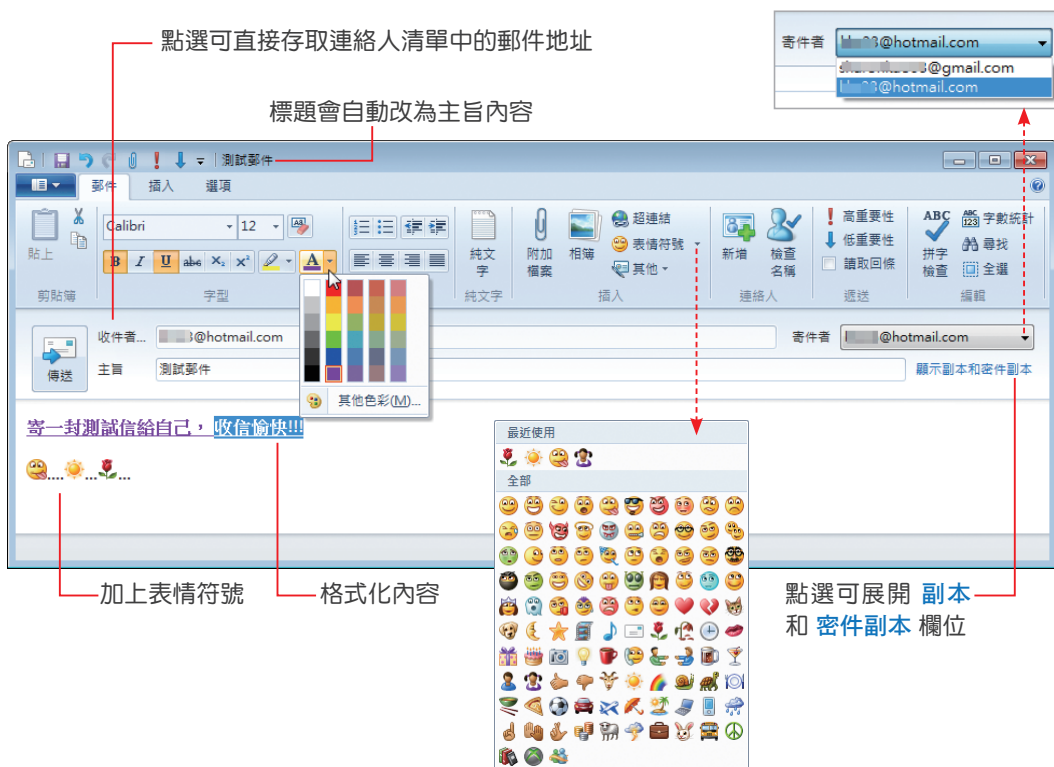 點選可直接存取連絡人清單中的郵件地址
標題會自動改為主旨內容
寄件者 @hotmail.com
@gmail.com
@hotmail.com
測試郵件
郵件 插入 選項
貼上
剪貼簿
Calibri 12
B I U abe X₂ X² A
字型
純文字
純文字
附加檔案
相簿
超連結
表情符號
其他
插入
新增
檢查名稱
連絡人
高重要性
低重要性
讀取回條
遞送
ABC
拼字檢查
ABC 123 字數統計
尋找
全選
編輯
傳送
收件者... @hotmail.com
寄件者 @hotmail.com
主旨 測試郵件
顯示副本和密件副本
其他色彩(M)...
寄一封測試信給自己，收信愉快!!!
....
...
...
最近使用
全部
加上表情符號
格式化內容
點選可展開 副本
和 密件副本 欄位